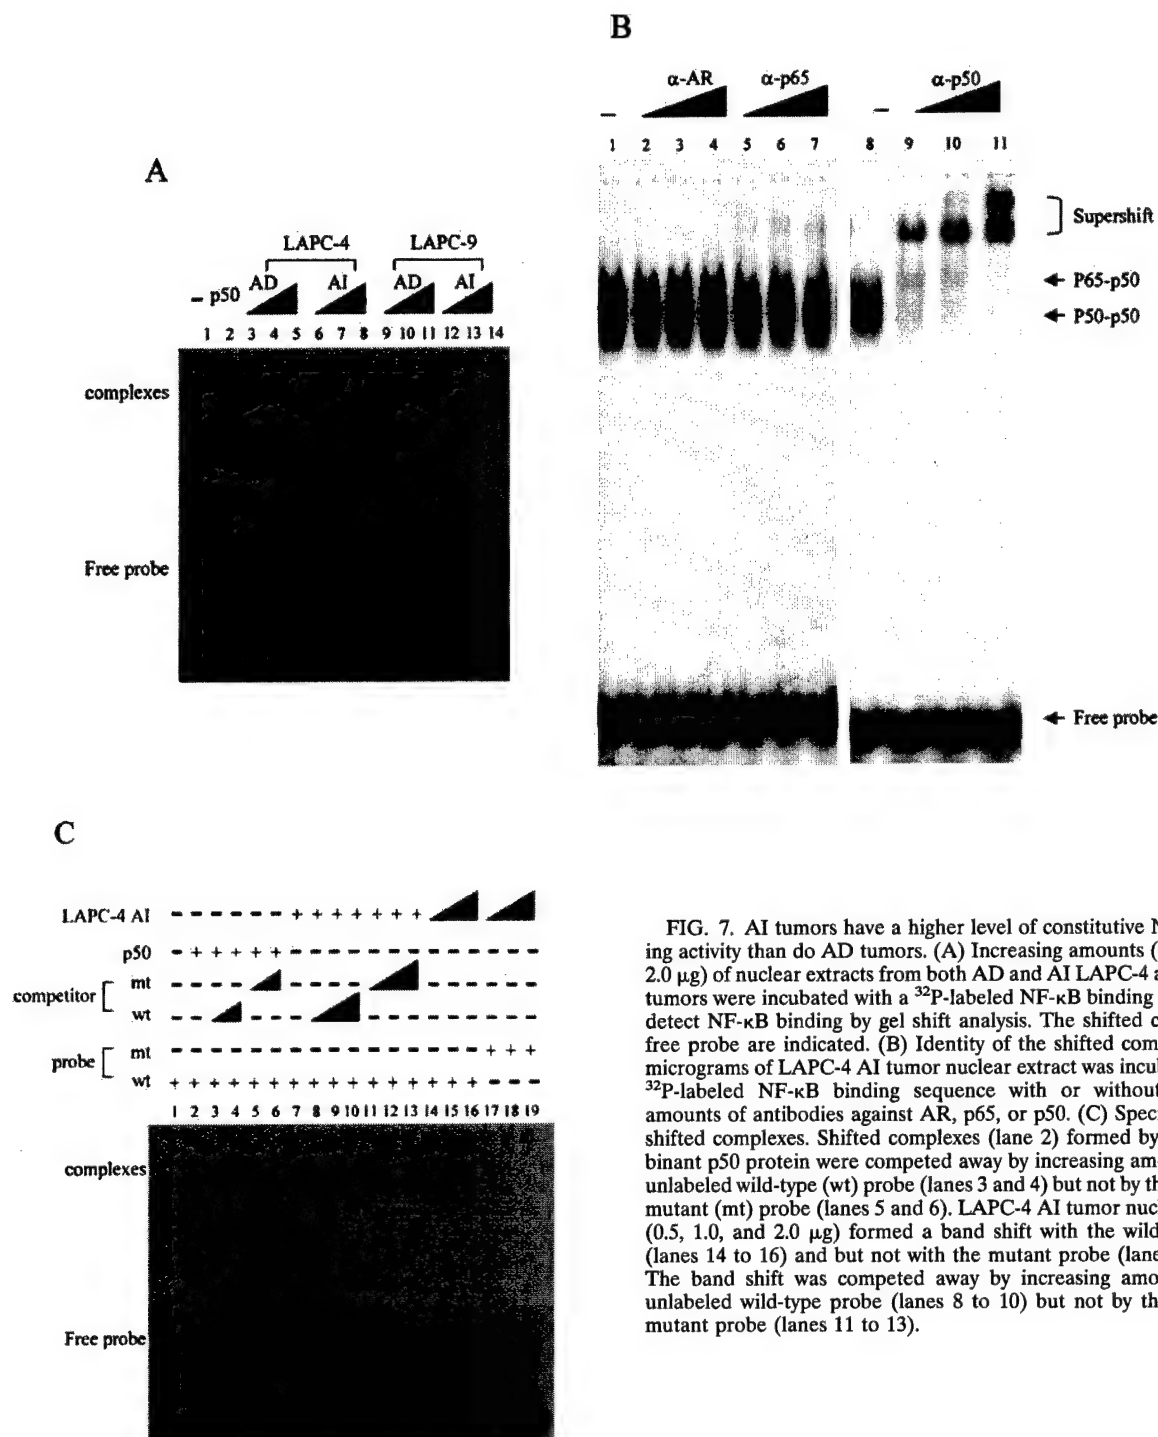 A
LAPC-4 LAPC-9
AD AI AD AI
– p50
1 2 3 4 5 6 7 8 9 10 11 12 13 14
complexes
Free probe
B
α-AR α-p65 α-p50
– –
1 2 3 4 5 6 7 8 9 10 11
Supershift
P65-p50
P50-p50
Free probe
C
LAPC-4 AI - - - - - - + + + + + + +
p50 - + + + + + - - - - - - - - - - - - -
competitor
mt
wt
probe
mt - - - - - - - - - - - - - - - - + + +
wt + + + + + + + + + + + + + + + + - - -
1 2 3 4 5 6 7 8 9 10 11 12 13 14 15 16 17 18 19
complexes
Free probe
FIG. 7. AI tumors have a higher level of constitutive N
ing activity than do AD tumors. (A) Increasing amounts (
2.0 μg) of nuclear extracts from both AD and AI LAPC-4 a
tumors were incubated with a ³²P-labeled NF-κB binding
detect NF-κB binding by gel shift analysis. The shifted c
free probe are indicated. (B) Identity of the shifted com
micrograms of LAPC-4 AI tumor nuclear extract was incul
³²P-labeled NF-κB binding sequence with or without
amounts of antibodies against AR, p65, or p50. (C) Speci
shifted complexes. Shifted complexes (lane 2) formed by
binant p50 protein were competed away by increasing am
unlabeled wild-type (wt) probe (lanes 3 and 4) but not by th
mutant (mt) probe (lanes 5 and 6). LAPC-4 AI tumor nucl
(0.5, 1.0, and 2.0 μg) formed a band shift with the wild
(lanes 14 to 16) and but not with the mutant probe (lane
The band shift was competed away by increasing amo
unlabeled wild-type probe (lanes 8 to 10) but not by th
mutant probe (lanes 11 to 13).